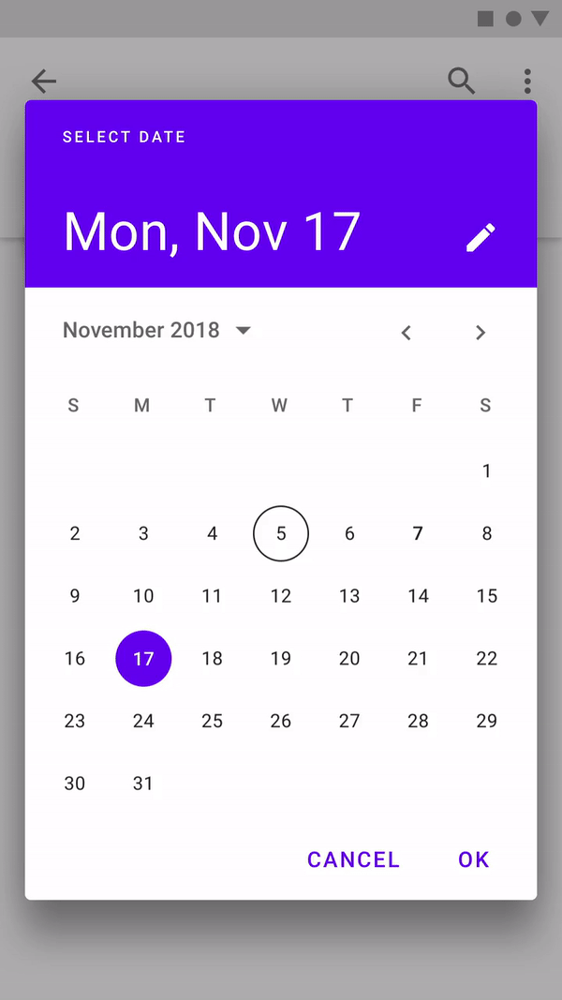 SELECT DATE
Mon, Nov 17
November 2018
S M T W T F S
1
2 3 4 5 6 7 8
9 10 11 12 13 14 15
16 17 18 19 20 21 22
23 24 25 26 27 28 29
30 31
CANCEL OK